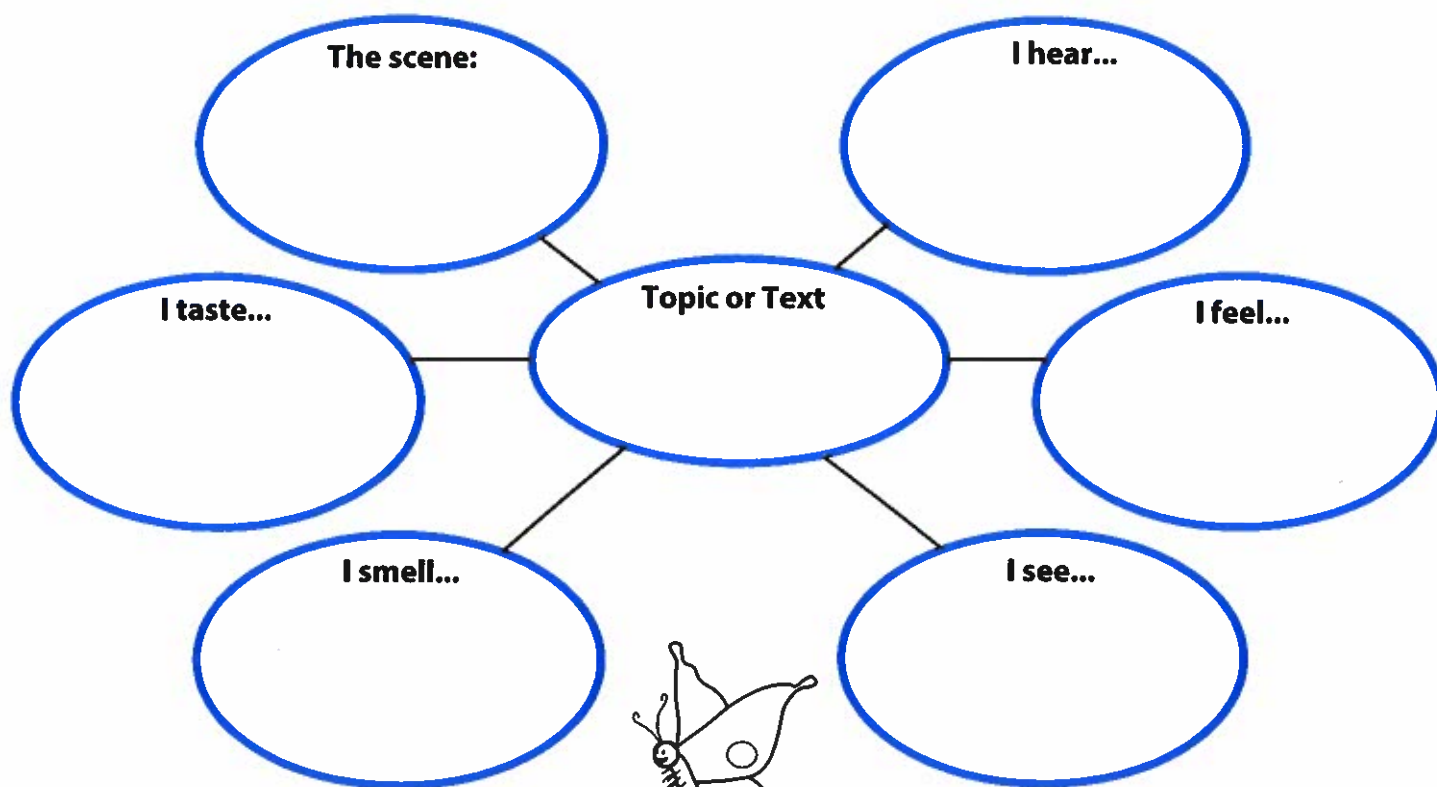 The scene:
I hear...
Topic or Text
I taste...
I feel...
I smell...
I see...